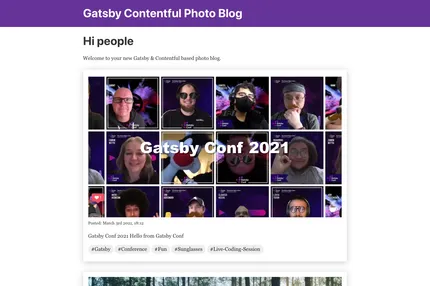 Gatsby Contentful Photo Blog
Hi people
Welcome to your new Gatsby & Contentful based photo blog.
Gatsby Conf 2021
Posted: March 3rd 2021, 18:12
Gatsby Conf 2021 Hello from Gatsby Conf
#Gatsby #Conference #Fun #Sunglasses #Live-Coding-Session